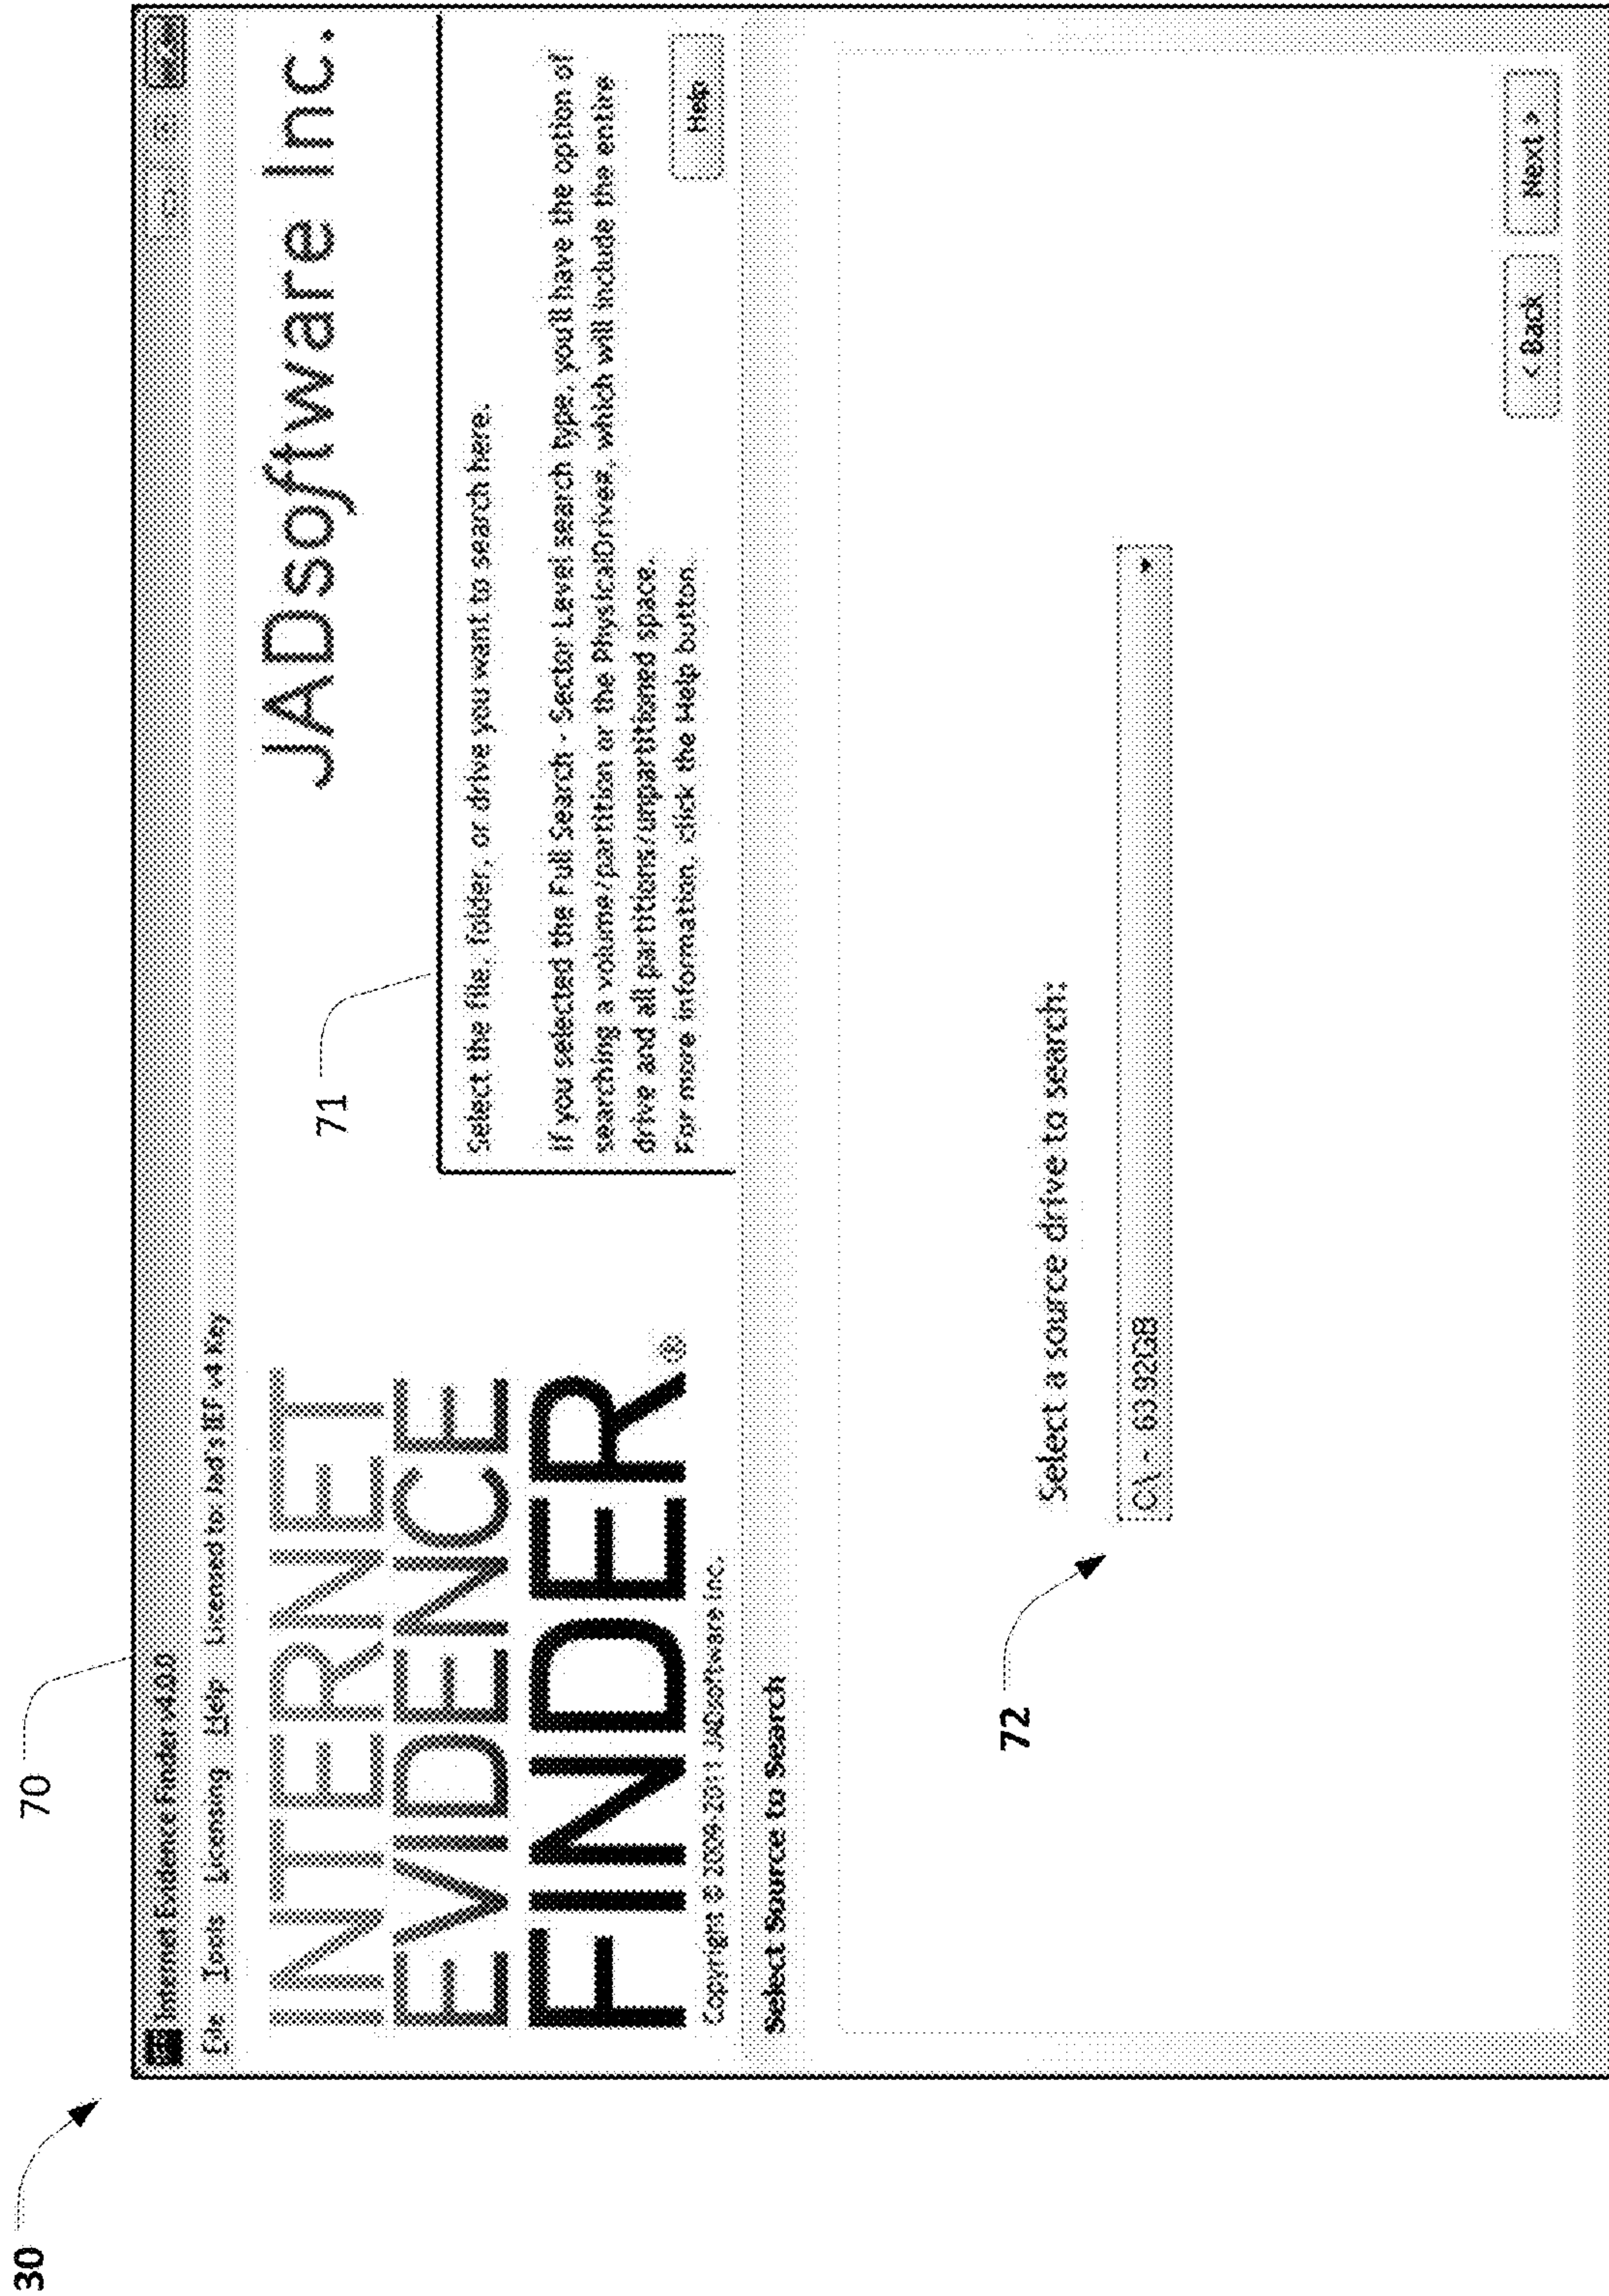 30
70
Internet Evidence Finder v4.0.0
File Tools Licensing Help Licensed to: Jad's IEF v4 Key
INTERNET
EVIDENCE
FINDER®
Copyright © 2009-2011 JADsoftware Inc.
JADsoftware Inc.
71
Select the file, folder, or drive you want to search here.
If you selected the Full Search - Sector Level search type, you'll have the option of
searching a volume/partition or the PhysicalDrivex, which will include the entire
drive and all partitions/unpartitioned space.
For more information, click the Help button.
Help
Select Source to Search
72
Select a source drive to search:
C:\ - 63.92GB
< Back
Next >